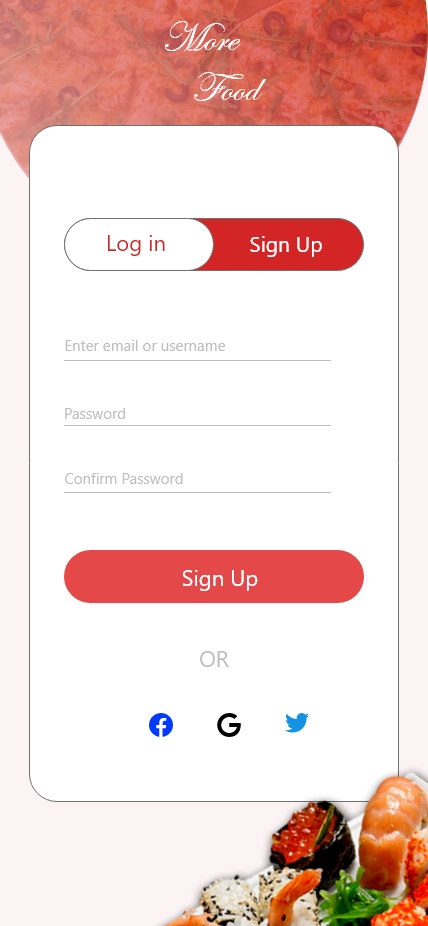 More
Food
Log in
Sign Up
Enter email or username
Password
Confirm Password
Sign Up
OR